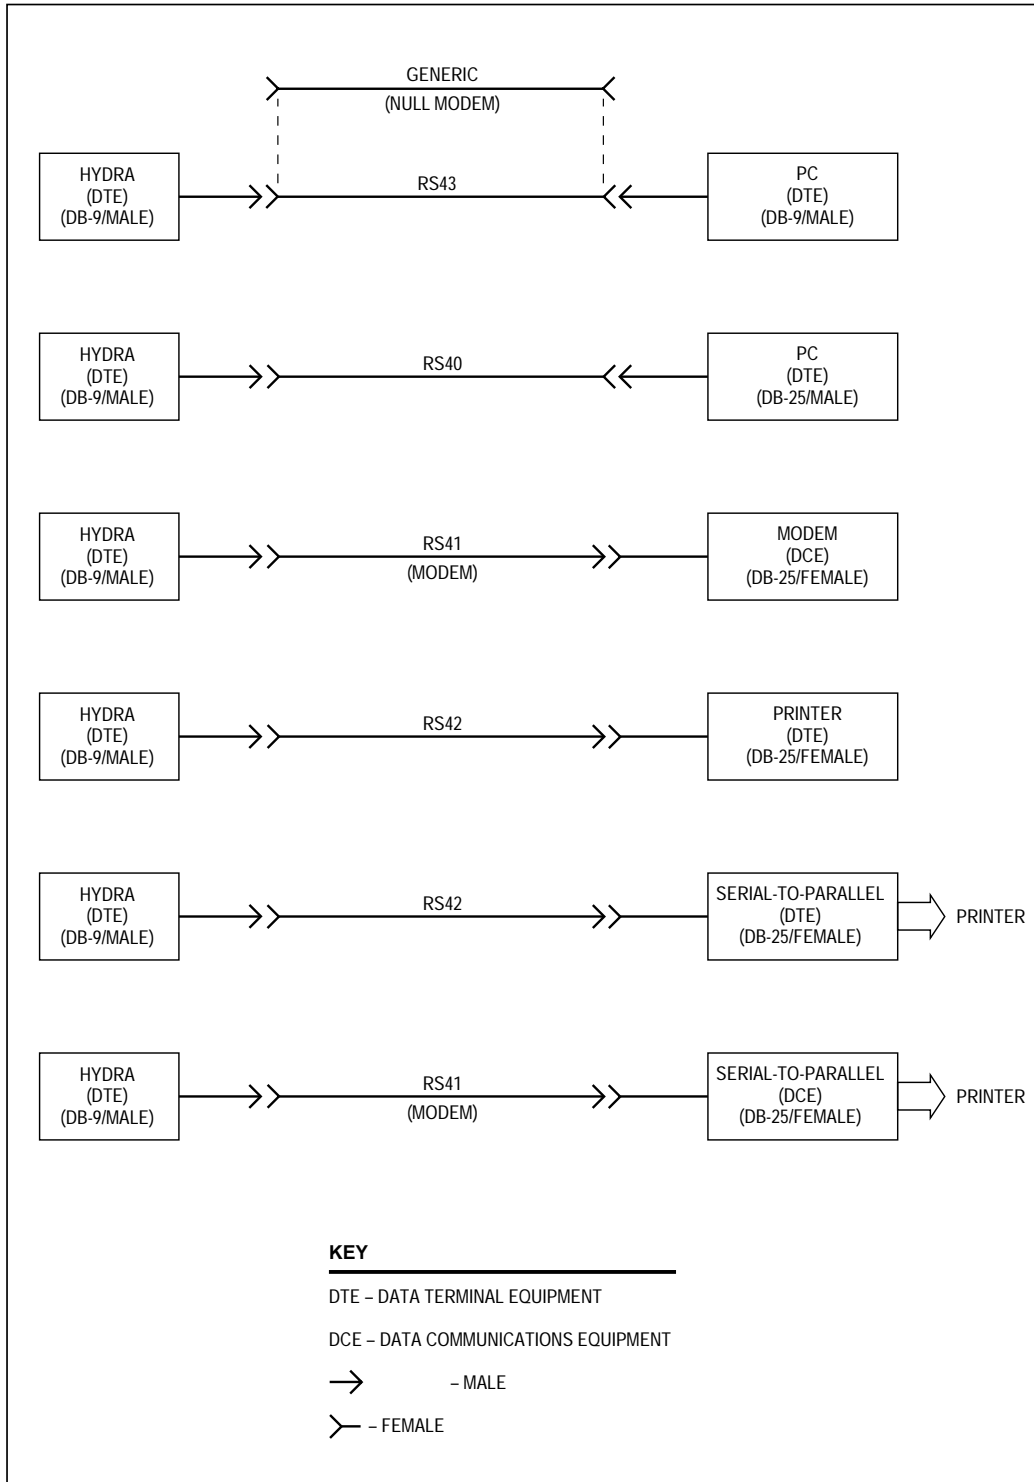 GENERIC
(NULL MODEM)
HYDRA
(DTE)
(DB-9/MALE)
RS43
PC
(DTE)
(DB-9/MALE)
HYDRA
(DTE)
(DB-9/MALE)
RS40
PC
(DTE)
(DB-25/MALE)
HYDRA
(DTE)
(DB-9/MALE)
RS41
(MODEM)
MODEM
(DCE)
(DB-25/FEMALE)
HYDRA
(DTE)
(DB-9/MALE)
RS42
PRINTER
(DTE)
(DB-25/FEMALE)
HYDRA
(DTE)
(DB-9/MALE)
RS42
SERIAL-TO-PARALLEL
(DTE)
(DB-25/FEMALE)
PRINTER
HYDRA
(DTE)
(DB-9/MALE)
RS41
(MODEM)
SERIAL-TO-PARALLEL
(DCE)
(DB-25/FEMALE)
PRINTER
KEY
DTE – DATA TERMINAL EQUIPMENT
DCE – DATA COMMUNICATIONS EQUIPMENT
– MALE
– FEMALE